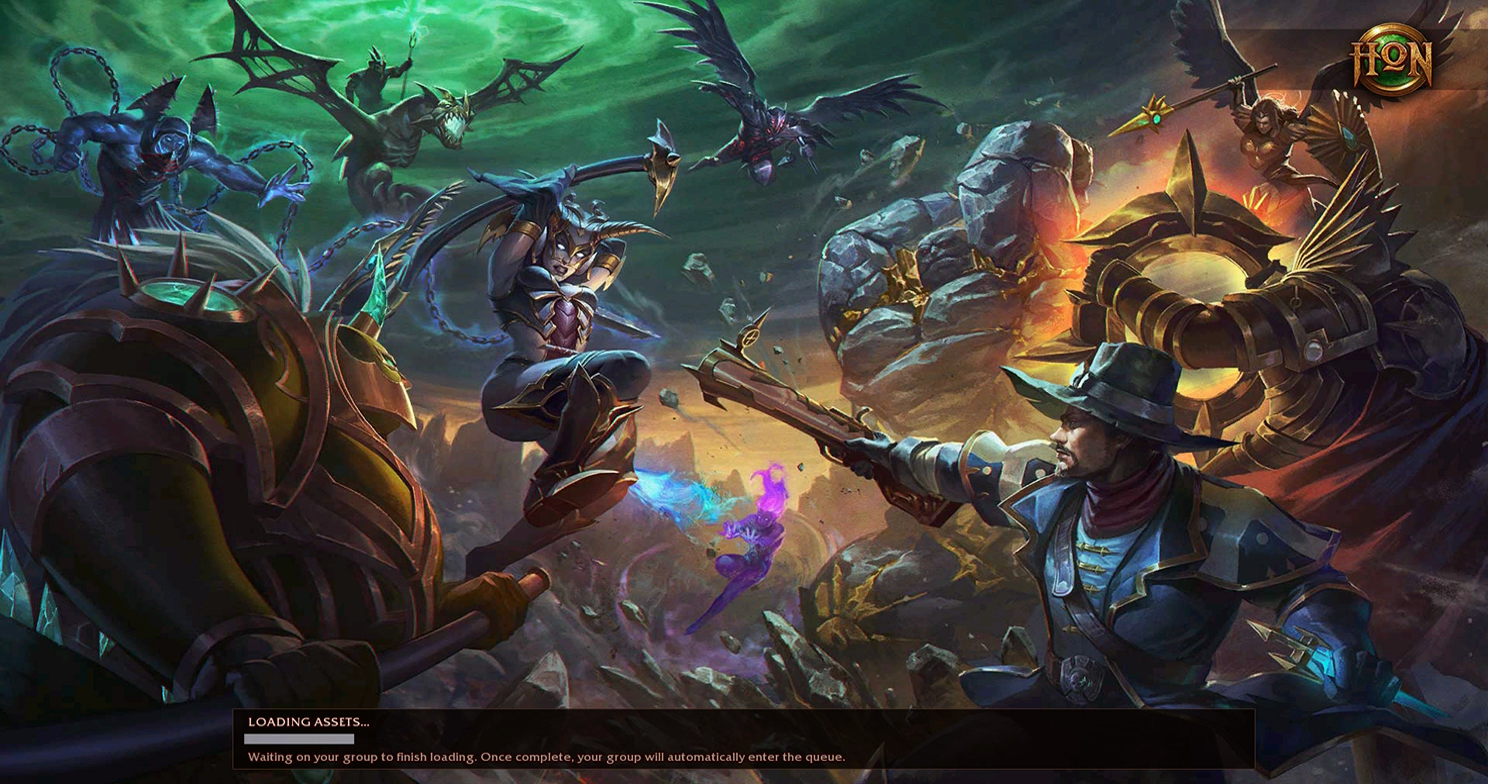 HON
LOADING ASSETS...
Waiting on your group to finish loading. Once complete, your group will automatically enter the queue.